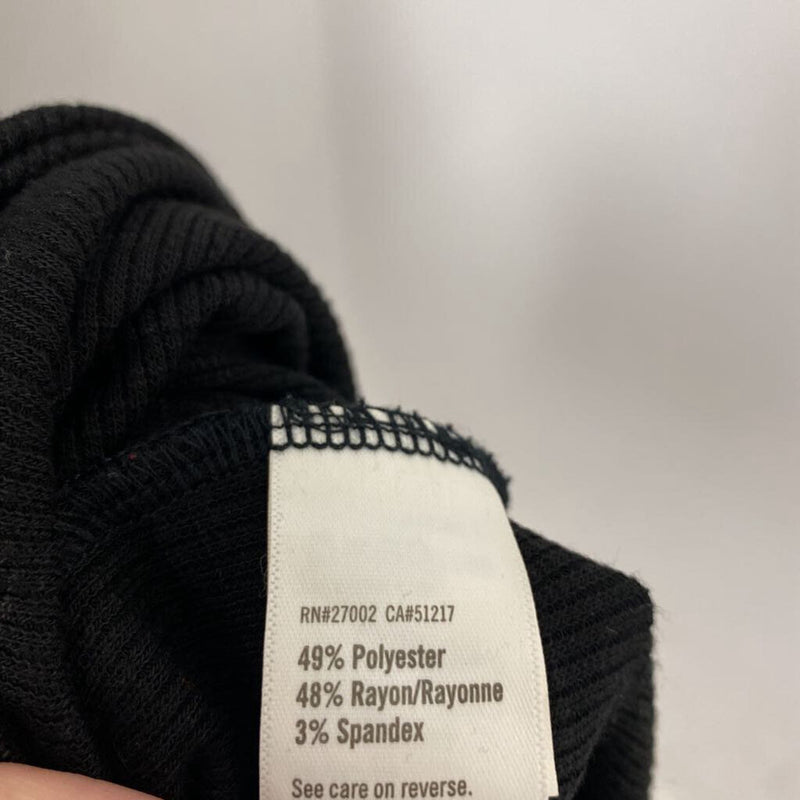 RN#27002 CA#51217
49% Polyester
48% Rayon/Rayonne
3% Spandex
See care on reverse.